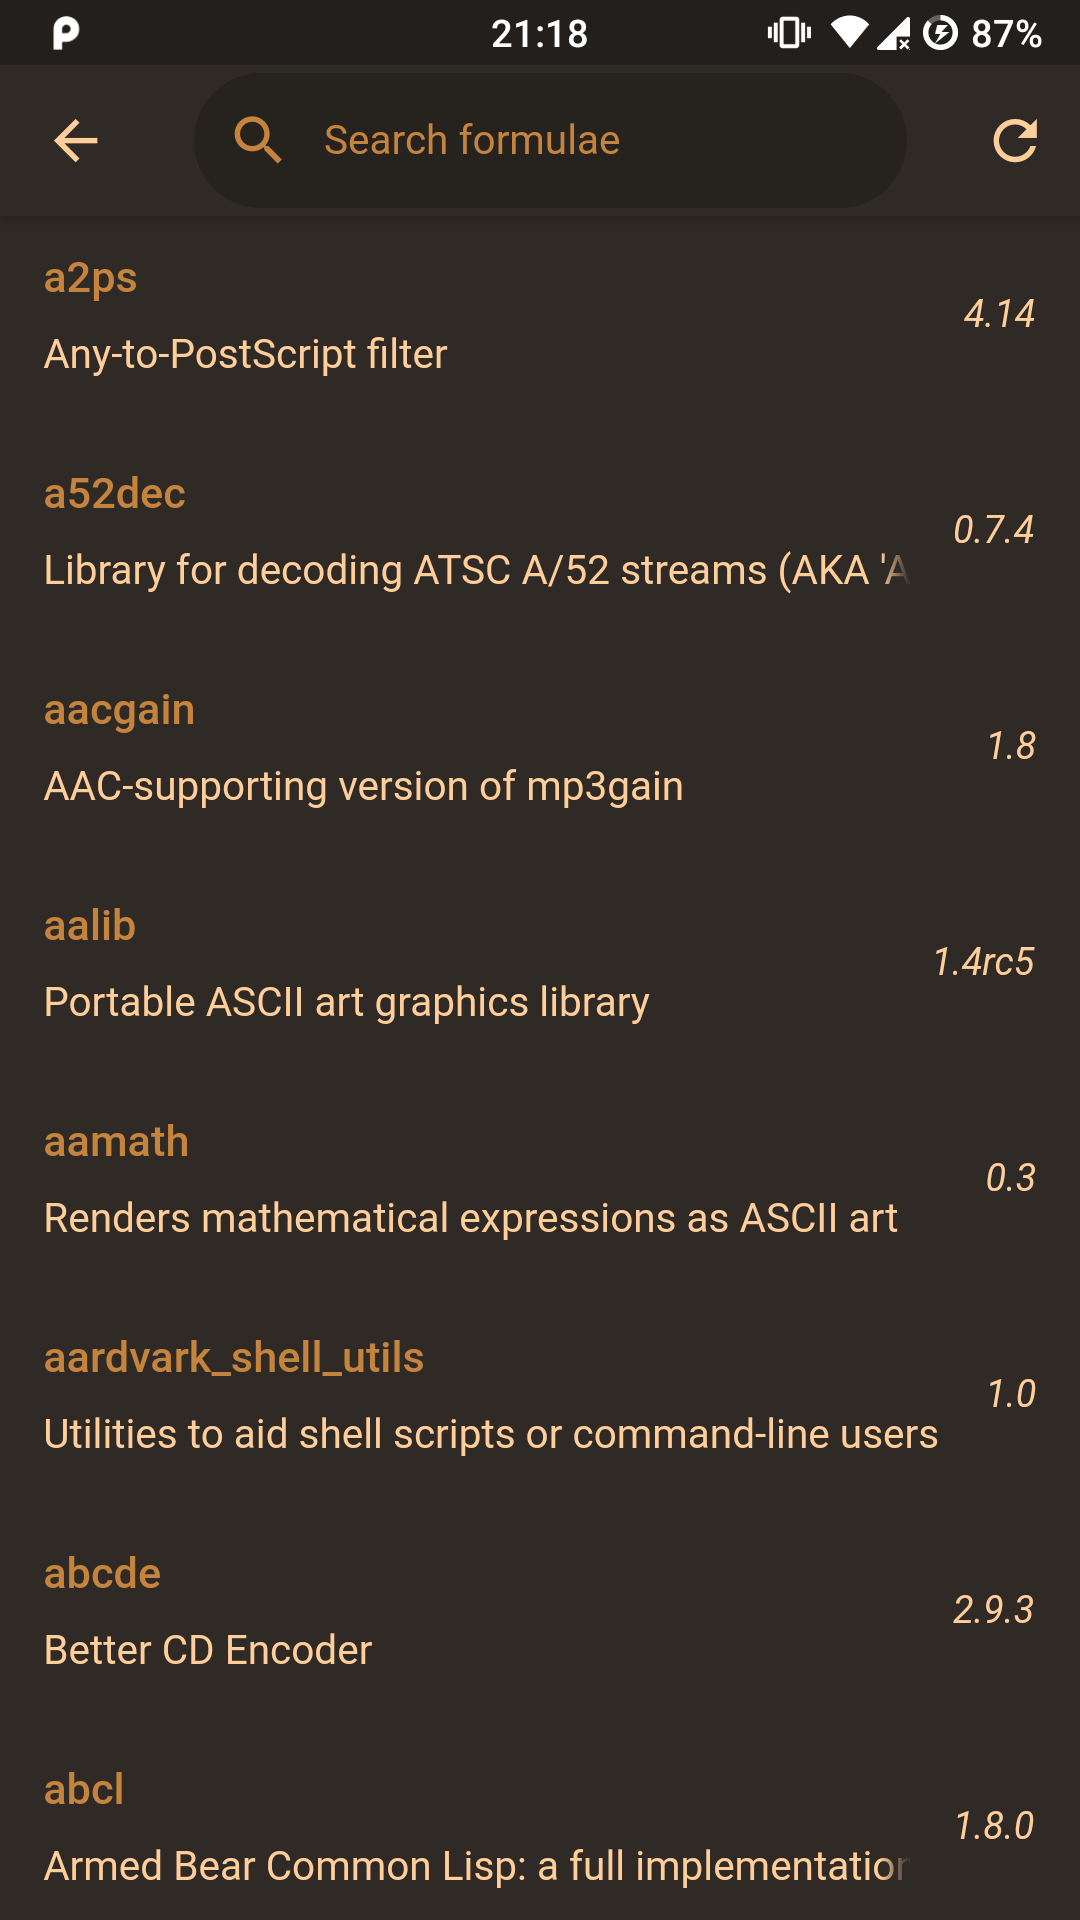 21:18 87%
Search formulae
a2ps
4.14
Any-to-PostScript filter
a52dec
0.7.4
Library for decoding ATSC A/52 streams (AKA 'A
aacgain
1.8
AAC-supporting version of mp3gain
aalib
1.4rc5
Portable ASCII art graphics library
aamath
0.3
Renders mathematical expressions as ASCII art
aardvark_shell_utils
1.0
Utilities to aid shell scripts or command-line users
abcde
2.9.3
Better CD Encoder
abcl
1.8.0
Armed Bear Common Lisp: a full implementation